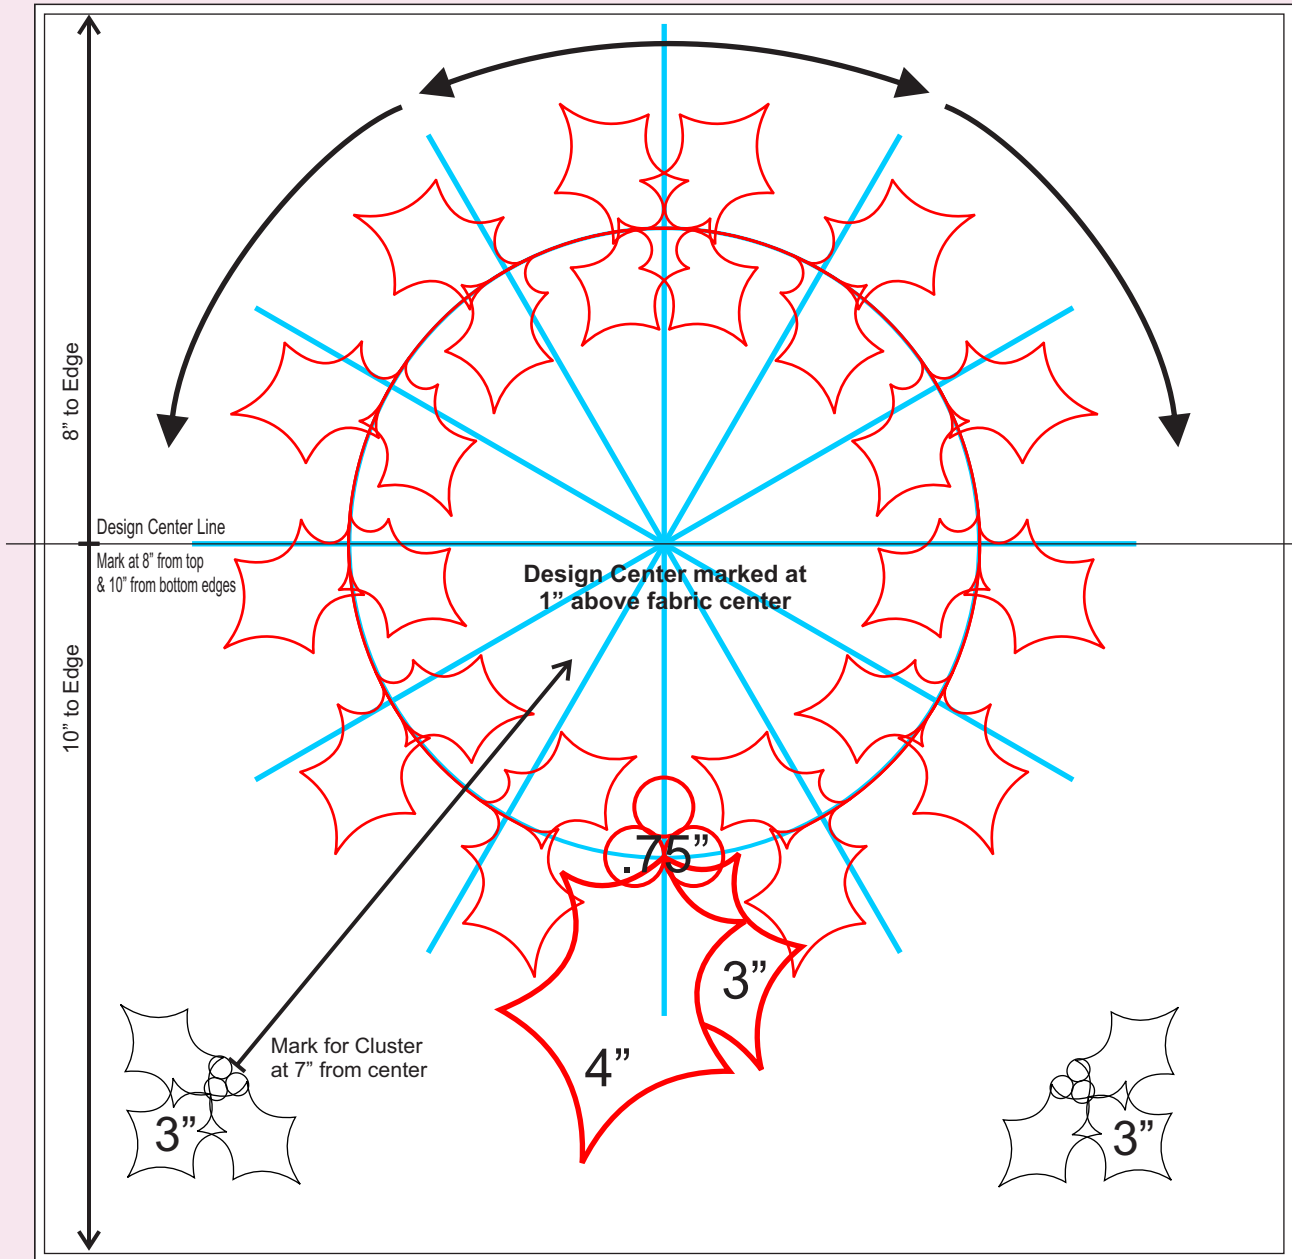 8” to Edge
Design Center Line
Mark at 8” from top
& 10” from bottom edges
Design Center marked at
1” above fabric center
10” to Edge
.75”
3”
4”
Mark for Cluster
at 7” from center
3”
3”